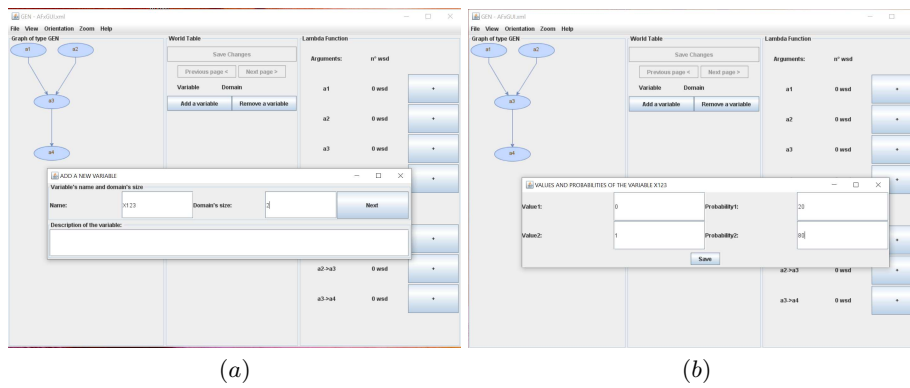 GEN - AFxGUI.xml
File View Orientation Zoom Help
Graph of type GEN
a1
a2
a3
a4
World Table
Save Changes
Previous page < Next page >
Variable Domain
Add a variable Remove a variable
Lambda Function
Arguments: n° wsd
a1 0 wsd +
a2 0 wsd +
a3 0 wsd +
+
+
a2->a3 0 wsd +
a3->a4 0 wsd +
ADD A NEW VARIABLE
Variable's name and domain's size
Name: X123 Domain's size: 2 Next
Description of the variable:
(a)
GEN - AFxGUI.xml
File View Orientation Zoom Help
Graph of type GEN
a1
a2
a3
a4
World Table
Save Changes
Previous page < Next page >
Variable Domain
Add a variable Remove a variable
Lambda Function
Arguments: n° wsd
a1 0 wsd +
a2 0 wsd +
a3 0 wsd +
+
+
a2->a3 0 wsd +
a3->a4 0 wsd +
VALUES AND PROBABILITIES OF THE VARIABLE X123
Value1: 0 Probability1: 20
Value2: 1 Probability2: 80
Save
(b)